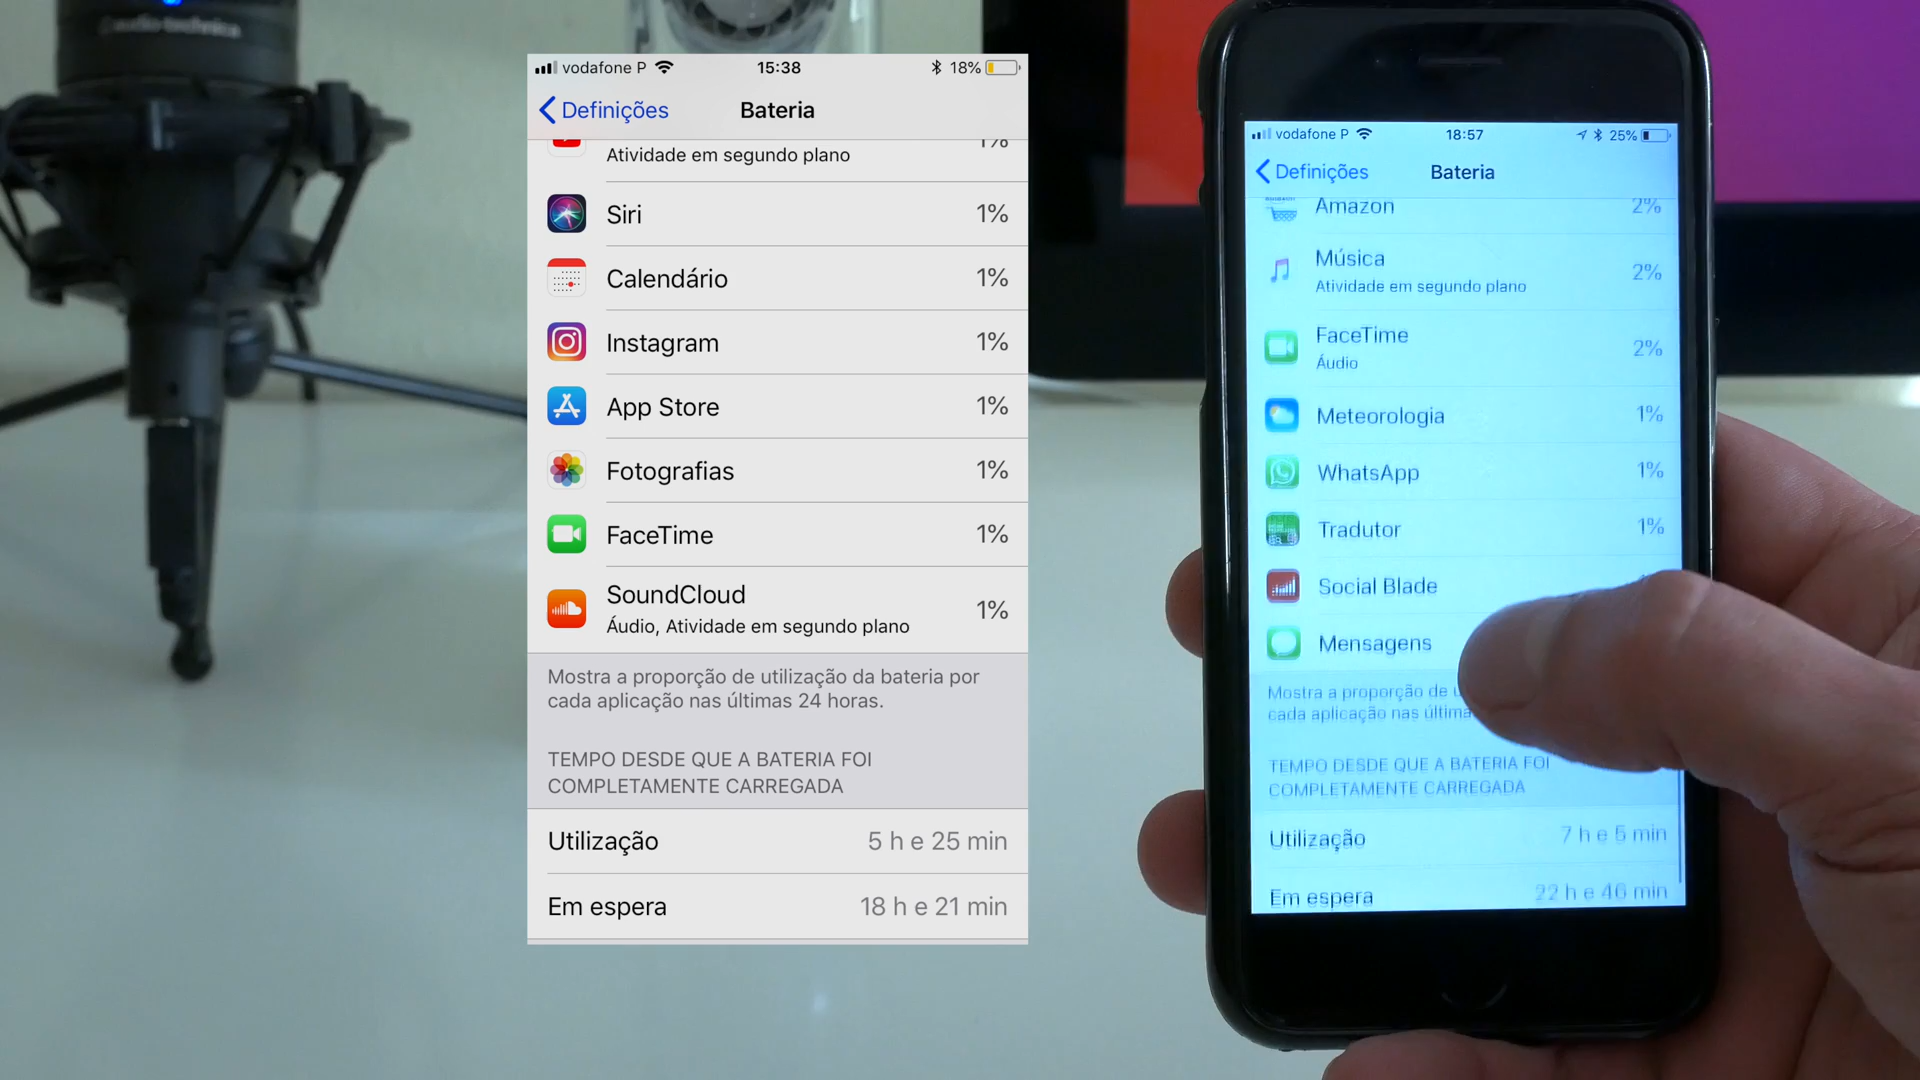 audio-technica
vodafone P
15:38
18%
Definições
Bateria
Atividade em segundo plano
1%
Siri
1%
Calendário
1%
Instagram
1%
App Store
1%
Fotografias
1%
FaceTime
1%
SoundCloud
Áudio, Atividade em segundo plano
1%
Mostra a proporção de utilização da bateria por
cada aplicação nas últimas 24 horas.
TEMPO DESDE QUE A BATERIA FOI
COMPLETAMENTE CARREGADA
Utilização
5 h e 25 min
Em espera
18 h e 21 min
vodafone P
18:57
25%
Definições
Bateria
Amazon
2%
Música
Atividade em segundo plano
2%
FaceTime
Áudio
2%
Meteorologia
1%
WhatsApp
1%
Tradutor
1%
Social Blade
Mensagens
Mostra a proporção de
cada aplicação nas
TEMPO DESDE QUE A BATERIA FOI
COMPLETAMENTE CARREGADA
Utilização
7 h e 5 min
Em espera
22 h e 46 min